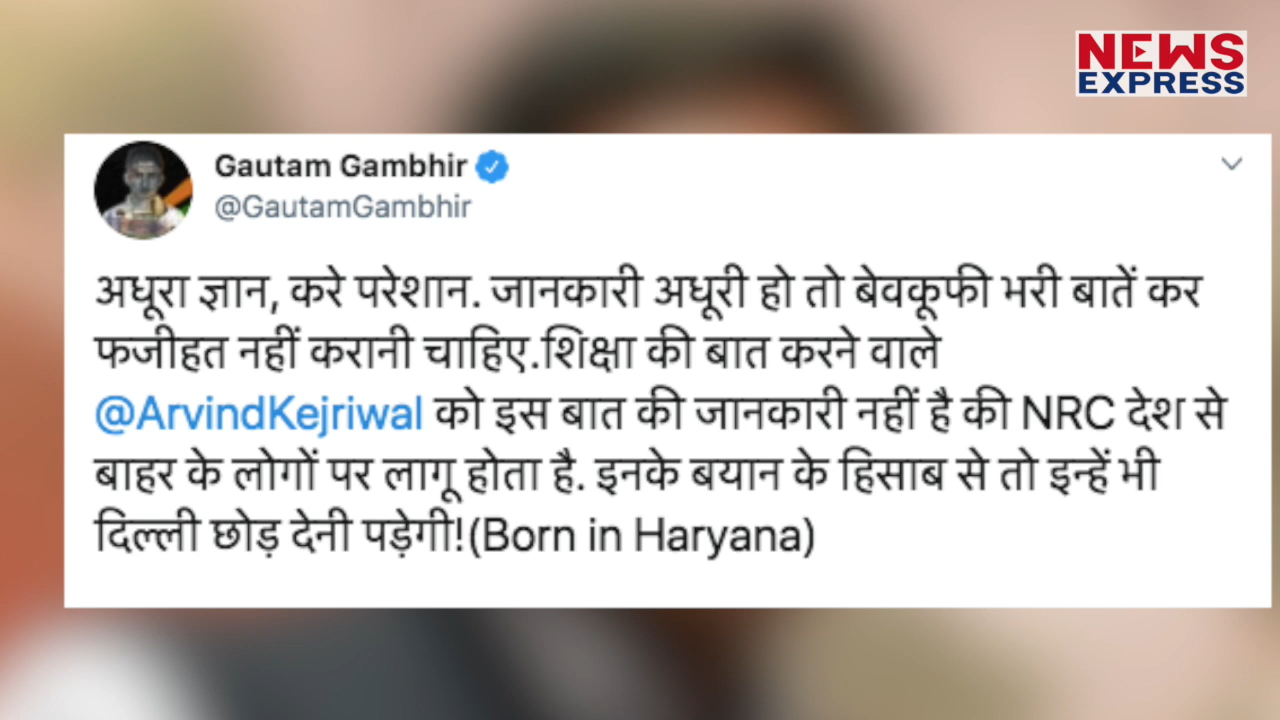 NEWS
EXPRESS
Gautam Gambhir
@GautamGambhir
अधूरा ज्ञान, करे परेशान. जानकारी अधूरी हो तो बेवकूफी भरी बातें कर
फजीहत नहीं करानी चाहिए.शिक्षा की बात करने वाले
@ArvindKejriwal को इस बात की जानकारी नहीं है की NRC देश से
बाहर के लोगों पर लागू होता है. इनके बयान के हिसाब से तो इन्हें भी
दिल्ली छोड़ देनी पड़ेगी!(Born in Haryana)